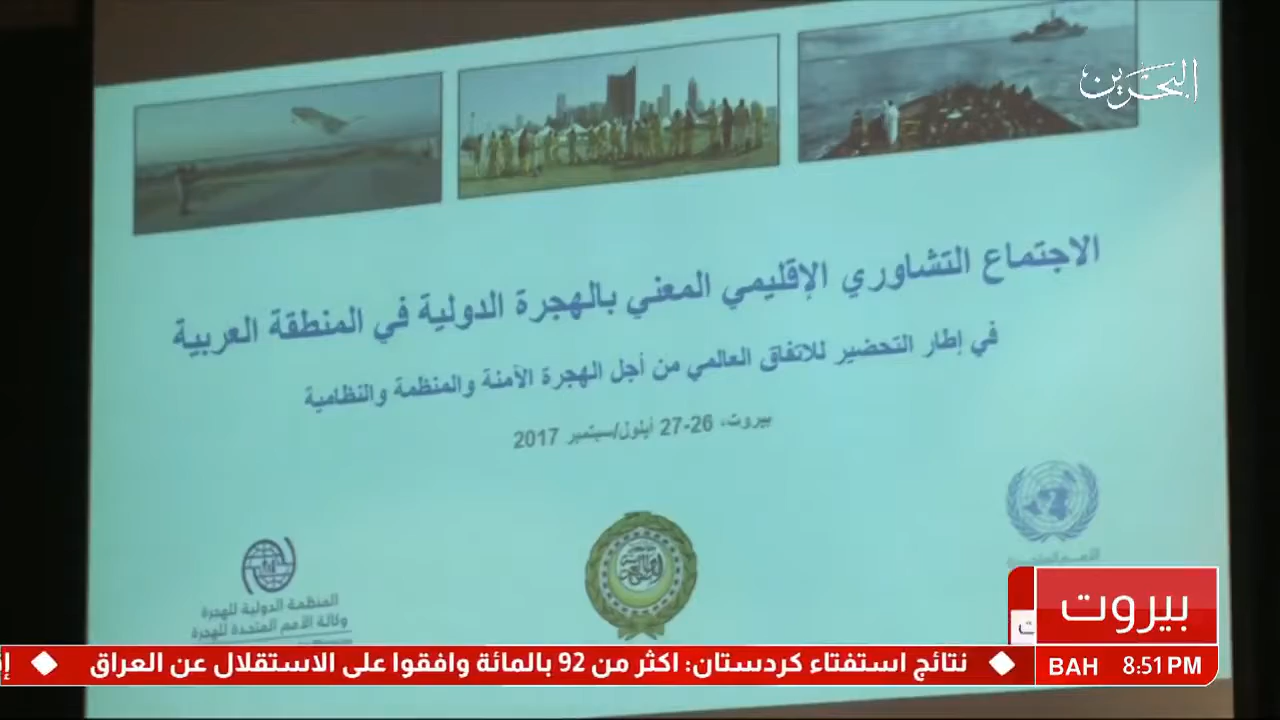 البحرين
الاجتماع التشاوري الإقليمي المعني بالهجرة الدولية في المنطقة العربية
في إطار التحضير للاتفاق العالمي من أجل الهجرة الآمنة والمنظمة والنظامية
بيروت، 26-27 أيلول/سبتمبر 2017
المنظمة الدولية للهجرة
وكالة الأمم المتحدة للهجرة
بيروت
BAH 8:51PM
نتائج استفتاء كردستان: اكثر من 92 بالمائة وافقوا على الاستقلال عن العراق